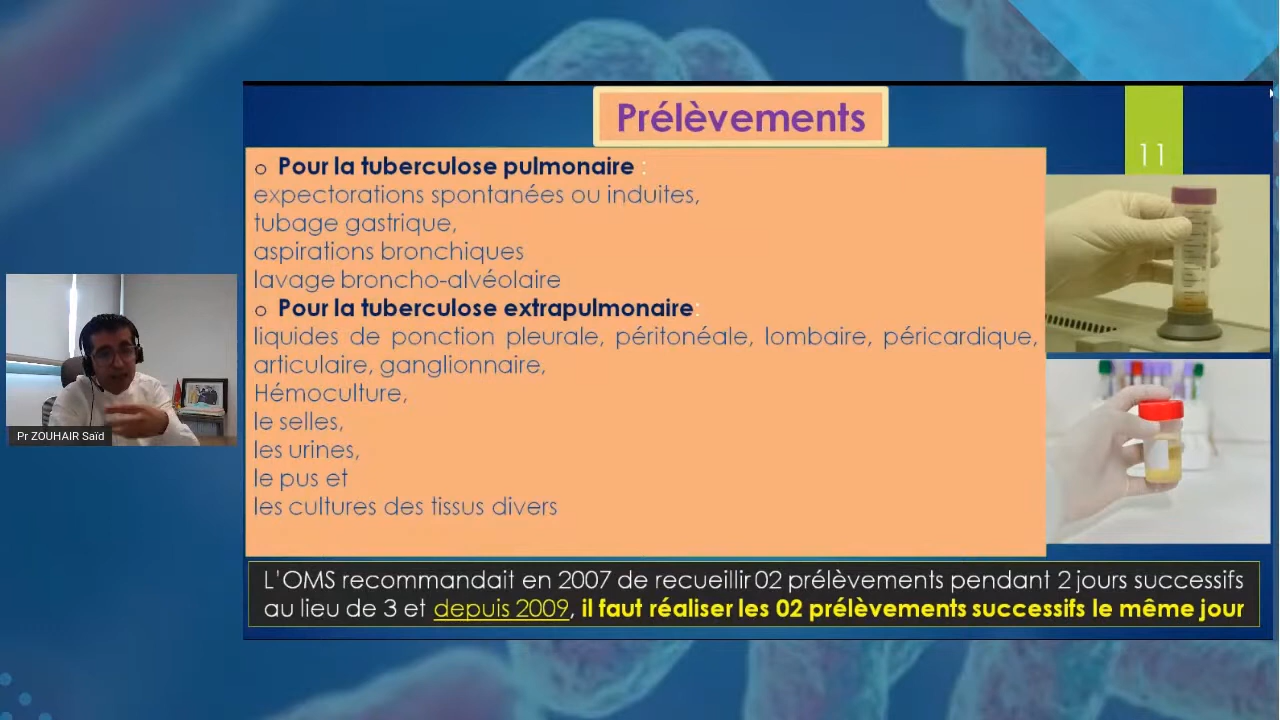 Prélèvements
11
o Pour la tuberculose pulmonaire :
expectorations spontanées ou induites,
tubage gastrique,
aspirations bronchiques
lavage broncho-alvéolaire
o Pour la tuberculose extrapulmonaire:
liquides de ponction pleurale, péritonéale, lombaire, péricardique,
articulaire, ganglionnaire,
Hémoculture,
le selles,
les urines,
le pus et
les cultures des tissus divers
L'OMS recommandait en 2007 de recueillir 02 prélèvements pendant 2 jours successifs
au lieu de 3 et depuis 2009, il faut réaliser les 02 prélèvements successifs le même jour
Pr ZOUHAIR Saïd